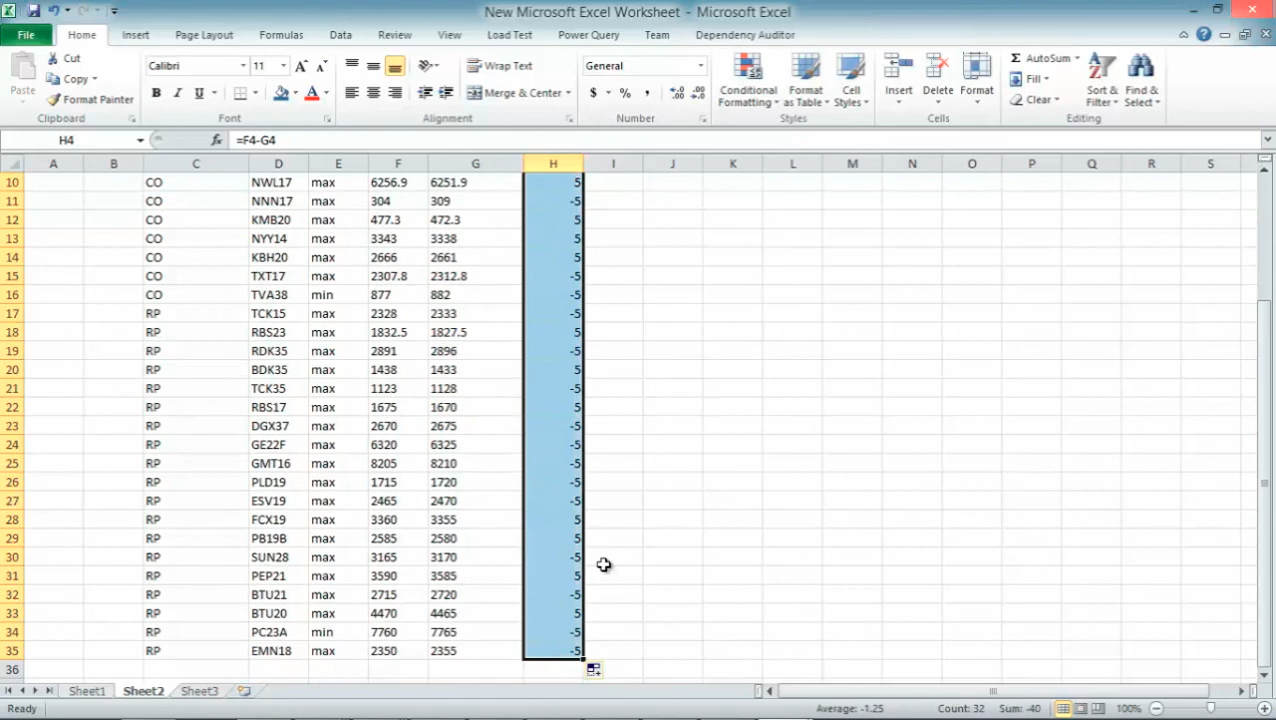 New Microsoft Excel Worksheet - Microsoft Excel
File Home Insert Page Layout Formulas Data Review View Load Test Power Query Team Dependency Auditor
Paste Cut Copy Format Painter Clipboard
Calibri 11 A A B I U A Font
Wrap Text Merge & Center Alignment
General $ % , .0 .00 .00 .0 Number
Conditional Formatting Format as Table Cell Styles Styles
Insert Delete Format Cells
Σ AutoSum Fill Clear Sort & Filter Find & Select Editing
H4 fx =F4-G4
A B C D E F G H I J K L M N O P Q R S
10 CO NWL17 max 6256.9 6251.9 5
11 CO NNN17 max 304 309 -5
12 CO KMB20 max 477.3 472.3 5
13 CO NYY14 max 3343 3338 5
14 CO KBH20 max 2666 2661 5
15 CO TXT17 max 2307.8 2312.8 -5
16 CO TVA38 min 877 882 -5
17 RP TCK15 max 2328 2333 -5
18 RP RBS23 max 1832.5 1827.5 5
19 RP RDK35 max 2891 2896 -5
20 RP BDK35 max 1438 1433 5
21 RP TCK35 max 1123 1128 -5
22 RP RBS17 max 1675 1670 5
23 RP DGX37 max 2670 2675 -5
24 RP GE22F max 6320 6325 -5
25 RP GMT16 max 8205 8210 -5
26 RP PLD19 max 1715 1720 -5
27 RP ESV19 max 2465 2470 -5
28 RP FCX19 max 3360 3355 5
29 RP PB19B max 2585 2580 5
30 RP SUN28 max 3165 3170 -5
31 RP PEP21 max 3590 3585 5
32 RP BTU21 max 2715 2720 -5
33 RP BTU20 max 4470 4465 5
34 RP PC23A min 7760 7765 -5
35 RP EMN18 max 2350 2355 -5
36
Sheet1 Sheet2 Sheet3
Ready Average: -1.25 Count: 32 Sum: -40 100%